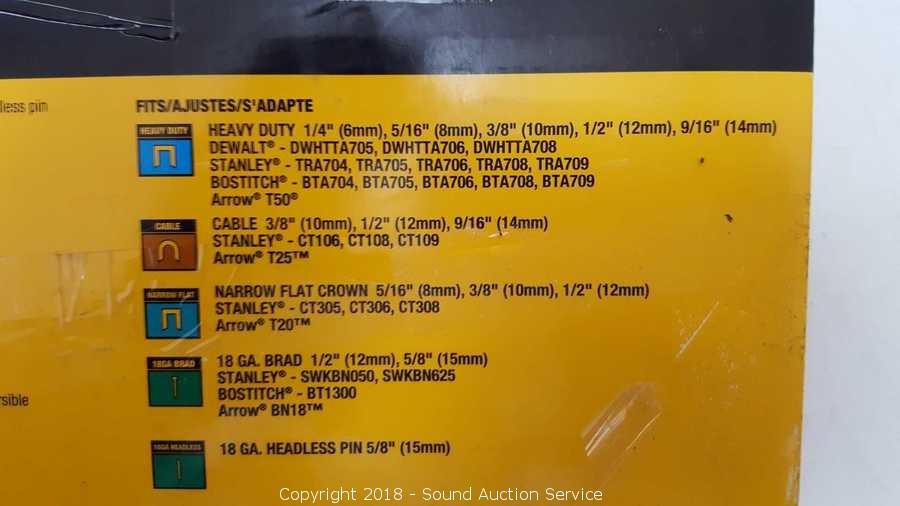 less pin
FITS/AJUSTES/S'ADAPTE
HEAVY DUTY
HEAVY DUTY 1/4" (6mm), 5/16" (8mm), 3/8" (10mm), 1/2" (12mm), 9/16" (14mm)
DEWALT® - DWHTTA705, DWHTTA706, DWHTTA708
STANLEY® - TRA704, TRA705, TRA706, TRA708, TRA709
BOSTITCH® - BTA704, BTA705, BTA706, BTA708, BTA709
Arrow® T50®
CABLE
CABLE 3/8" (10mm), 1/2" (12mm), 9/16" (14mm)
STANLEY® - CT106, CT108, CT109
Arrow® T25™
NARROW FLAT
NARROW FLAT CROWN 5/16" (8mm), 3/8" (10mm), 1/2" (12mm)
STANLEY® - CT305, CT306, CT308
Arrow® T20™
18GA BRAD
18 GA. BRAD 1/2" (12mm), 5/8" (15mm)
STANLEY® - SWKBN050, SWKBN625
BOSTITCH® - BT1300
Arrow® BN18™
rsible
18GA HEADLESS
18 GA. HEADLESS PIN 5/8" (15mm)
Copyright 2018 - Sound Auction Service